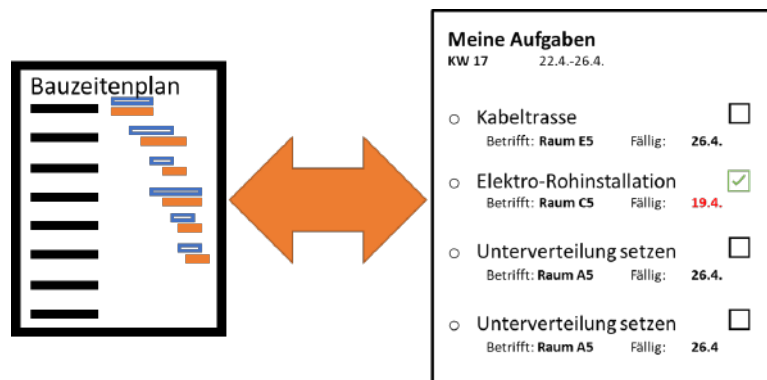 Bauzeitenplan
Meine Aufgaben
KW 17 22.4.-26.4.
Kabeltrasse
Betrifft: Raum E5 Fällig: 26.4.
Elektro-Rohinstallation
Betrifft: Raum C5 Fällig: 19.4.
Unterverteilung setzen
Betrifft: Raum A5 Fällig: 26.4.
Unterverteilung setzen
Betrifft: Raum A5 Fällig: 26.4